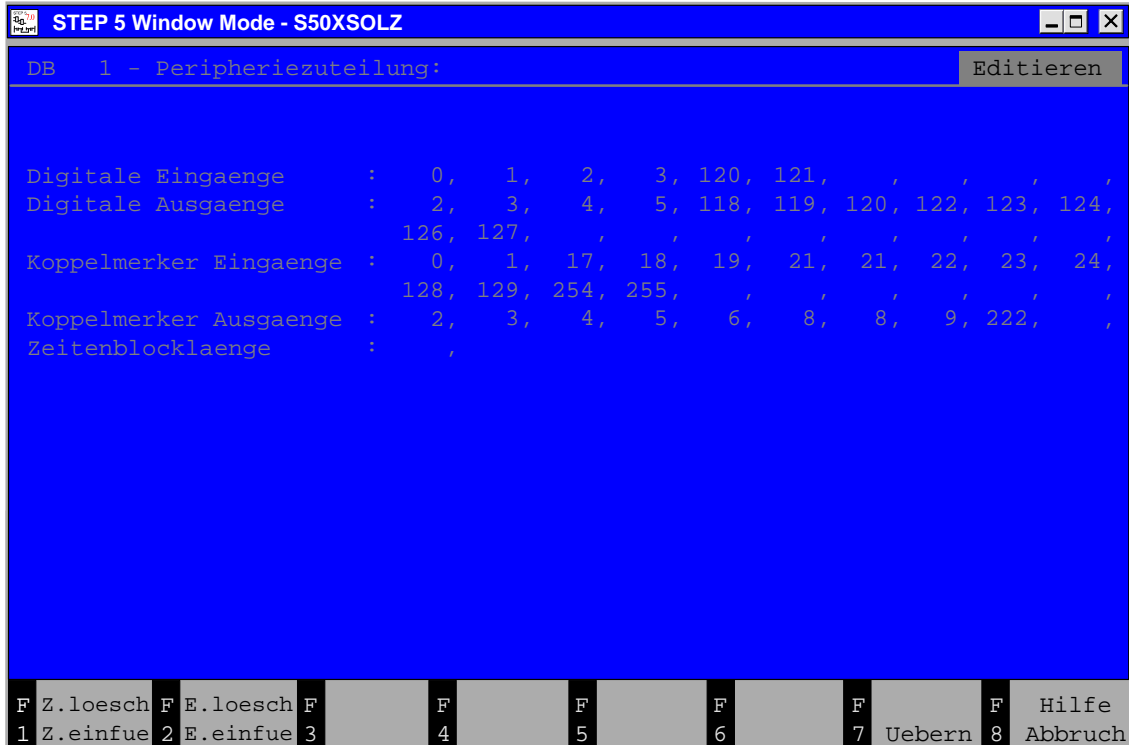 STEP 5 Window Mode - S50XSOLZ
DB 1 - Peripheriezuteilung: Editieren
Digitale Eingaenge : 0, 1, 2, 3, 120, 121, , , , ,
Digitale Ausgaenge : 2, 3, 4, 5, 118, 119, 120, 122, 123, 124,
126, 127, , , , , , , , ,
Koppelmerker Eingaenge : 0, 1, 17, 18, 19, 21, 21, 22, 23, 24,
128, 129, 254, 255, , , , , , ,
Koppelmerker Ausgaenge : 2, 3, 4, 5, 6, 8, 8, 9, 222, ,
Zeitenblocklaenge : ,
F Z.loesch F E.loesch F F F F F F Hilfe
1 Z.einfue 2 E.einfue 3 4 5 6 7 Uebern 8 Abbruch